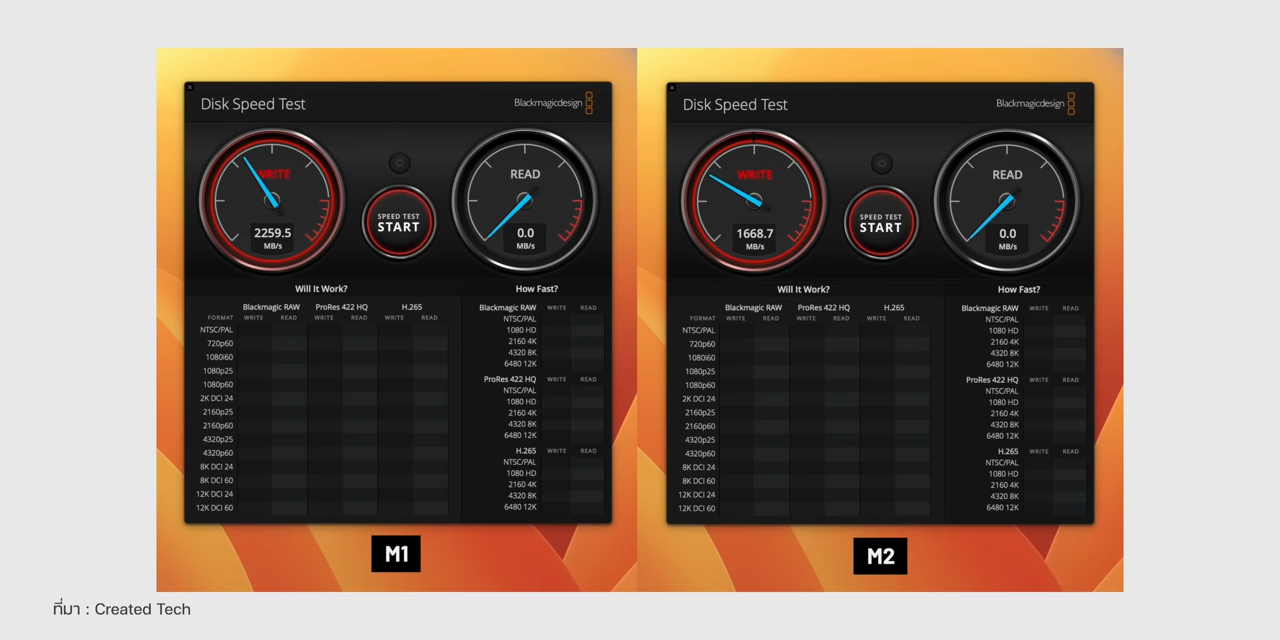 Disk Speed Test
Blackmagicdesign
WRITE
2259.5
MB/s
SPEED TEST
START
READ
0.0
MB/s
Will It Work?
How Fast?
Blackmagic RAW ProRes 422 HQ H.265
FORMAT WRITE READ WRITE READ WRITE READ
NTSC/PAL
720p60
1080i60
1080p25
1080p60
2K DCI 24
2160p25
2160p60
4320p25
4320p60
8K DCI 24
8K DCI 60
12K DCI 24
12K DCI 60
Blackmagic RAW WRITE READ
NTSC/PAL
1080 HD
2160 4K
4320 8K
6480 12K
ProRes 422 HQ WRITE READ
NTSC/PAL
1080 HD
2160 4K
4320 8K
6480 12K
H.265 WRITE READ
NTSC/PAL
1080 HD
2160 4K
4320 8K
6480 12K
M1
Disk Speed Test
Blackmagicdesign
WRITE
1668.7
MB/s
SPEED TEST
START
READ
0.0
MB/s
Will It Work?
How Fast?
Blackmagic RAW ProRes 422 HQ H.265
FORMAT WRITE READ WRITE READ WRITE READ
NTSC/PAL
720p60
1080i60
1080p25
1080p60
2K DCI 24
2160p25
2160p60
4320p25
4320p60
8K DCI 24
8K DCI 60
12K DCI 24
12K DCI 60
Blackmagic RAW WRITE READ
NTSC/PAL
1080 HD
2160 4K
4320 8K
6480 12K
ProRes 422 HQ WRITE READ
NTSC/PAL
1080 HD
2160 4K
4320 8K
6480 12K
H.265 WRITE READ
NTSC/PAL
1080 HD
2160 4K
4320 8K
6480 12K
M2
ที่มา : Created Tech